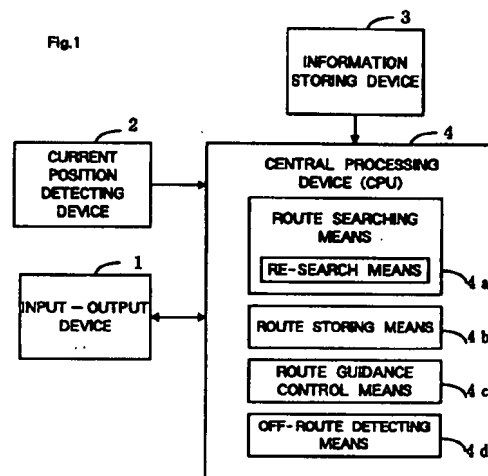 Fig.1
3
INFORMATION
STORING DEVICE
2
CURRENT
POSITION
DETECTING
DEVICE
4
CENTRAL PROCESSING
DEVICE (CPU)
ROUTE SEARCHING
MEANS
RE-SEARCH MEANS
4a
1
INPUT-OUTPUT
DEVICE
ROUTE STORING MEANS
4b
ROUTE GUIDANCE
CONTROL MEANS
4c
OFF-ROUTE DETECTING
MEANS
4d